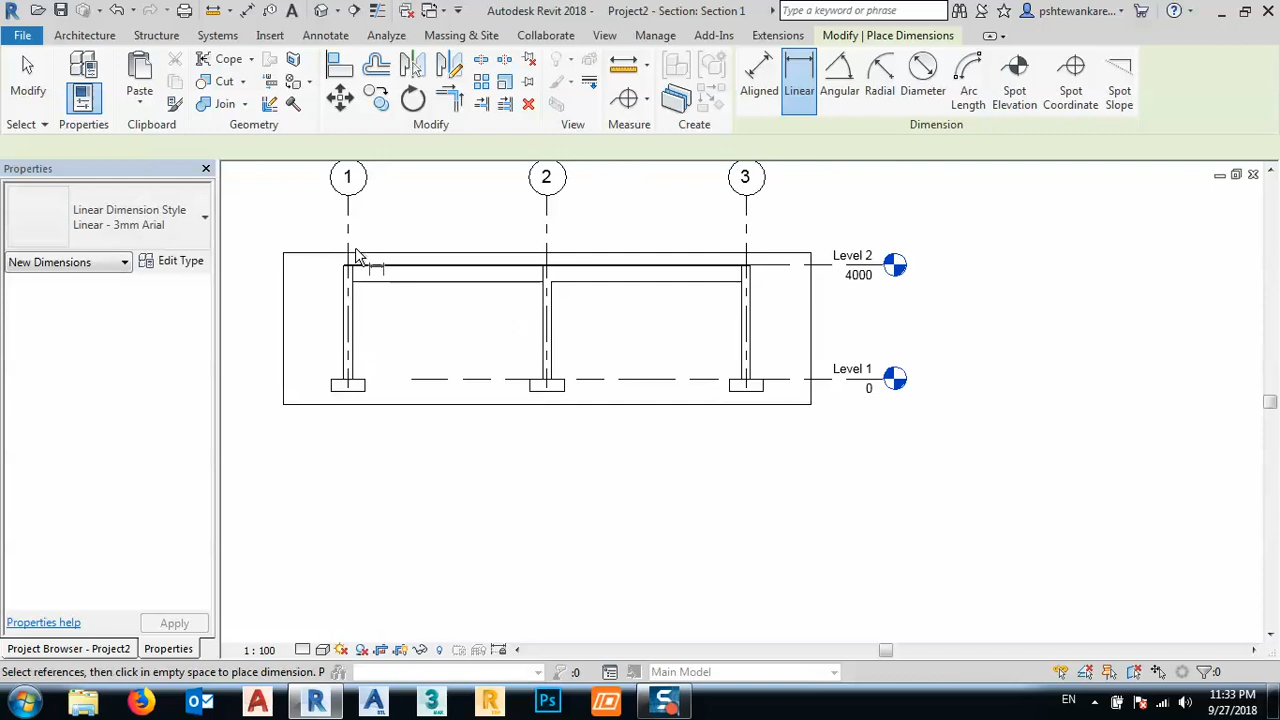 Autodesk Revit 2018 - Project2 - Section: Section 1
Type a keyword or phrase
pshtewankare...
File Architecture Structure Systems Insert Annotate Analyze Massing & Site Collaborate View Manage Add-Ins Extensions Modify | Place Dimensions
Modify
Select
Properties
Paste
Clipboard
Cope
Cut
Join
Geometry
Modify
View
Measure
Create
Aligned
Linear
Angular
Radial
Diameter
Arc Length
Spot Elevation
Spot Coordinate
Spot Slope
Dimension
Properties
Linear Dimension Style
Linear - 3mm Arial
New Dimensions
Edit Type
1
2
3
Level 2
4000
Level 1
0
Properties help
Apply
Project Browser - Project2
Properties
1 : 100
Select references, then click in empty space to place dimension. P
:0
Main Model
:0
EN
11:33 PM
9/27/2018